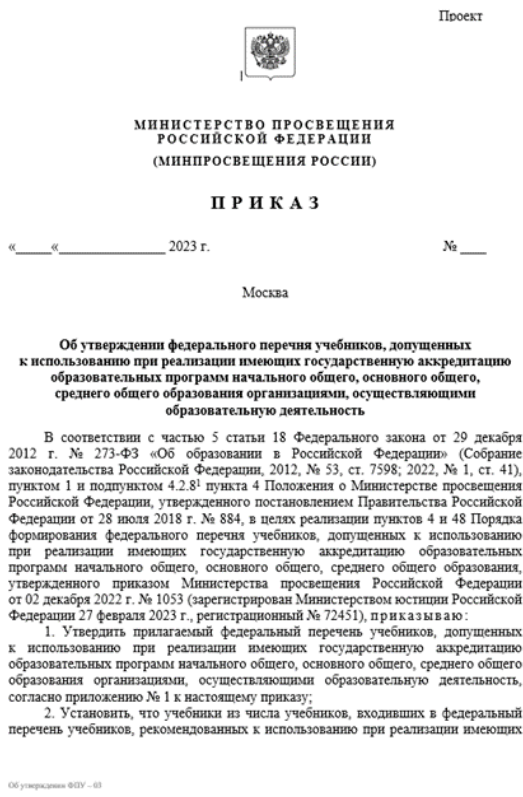 Проект
МИНИСТЕРСТВО ПРОСВЕЩЕНИЯ
РОССИЙСКОЙ ФЕДЕРАЦИИ
(МИНПРОСВЕЩЕНИЯ РОССИИ)
ПРИКАЗ
«_____«________________ 2023 г. № ____
Москва
Об утверждении федерального перечня учебников, допущенных
к использованию при реализации имеющих государственную аккредитацию
образовательных программ начального общего, основного общего,
среднего общего образования организациями, осуществляющими
образовательную деятельность
В соответствии с частью 5 статьи 18 Федерального закона от 29 декабря
2012 г. № 273-ФЗ «Об образовании в Российской Федерации» (Собрание
законодательства Российской Федерации, 2012, № 53, ст. 7598; 2022, № 1, ст. 41),
пунктом 1 и подпунктом 4.2.8¹ пункта 4 Положения о Министерстве просвещения
Российской Федерации, утвержденного постановлением Правительства Российской
Федерации от 28 июля 2018 г. № 884, в целях реализации пунктов 4 и 48 Порядка
формирования федерального перечня учебников, допущенных к использованию
при реализации имеющих государственную аккредитацию образовательных
программ начального общего, основного общего, среднего общего образования,
утвержденного приказом Министерства просвещения Российской Федерации
от 02 декабря 2022 г. № 1053 (зарегистрирован Министерством юстиции Российской
Федерации 27 февраля 2023 г., регистрационный № 72451), приказываю:
1. Утвердить прилагаемый федеральный перечень учебников, допущенных
к использованию при реализации имеющих государственную аккредитацию
образовательных программ начального общего, основного общего, среднего общего
образования организациями, осуществляющими образовательную деятельность,
согласно приложению № 1 к настоящему приказу;
2. Установить, что учебники из числа учебников, входивших в федеральный
перечень учебников, рекомендованных к использованию при реализации имеющих
Об утверждении ФПУ – 03